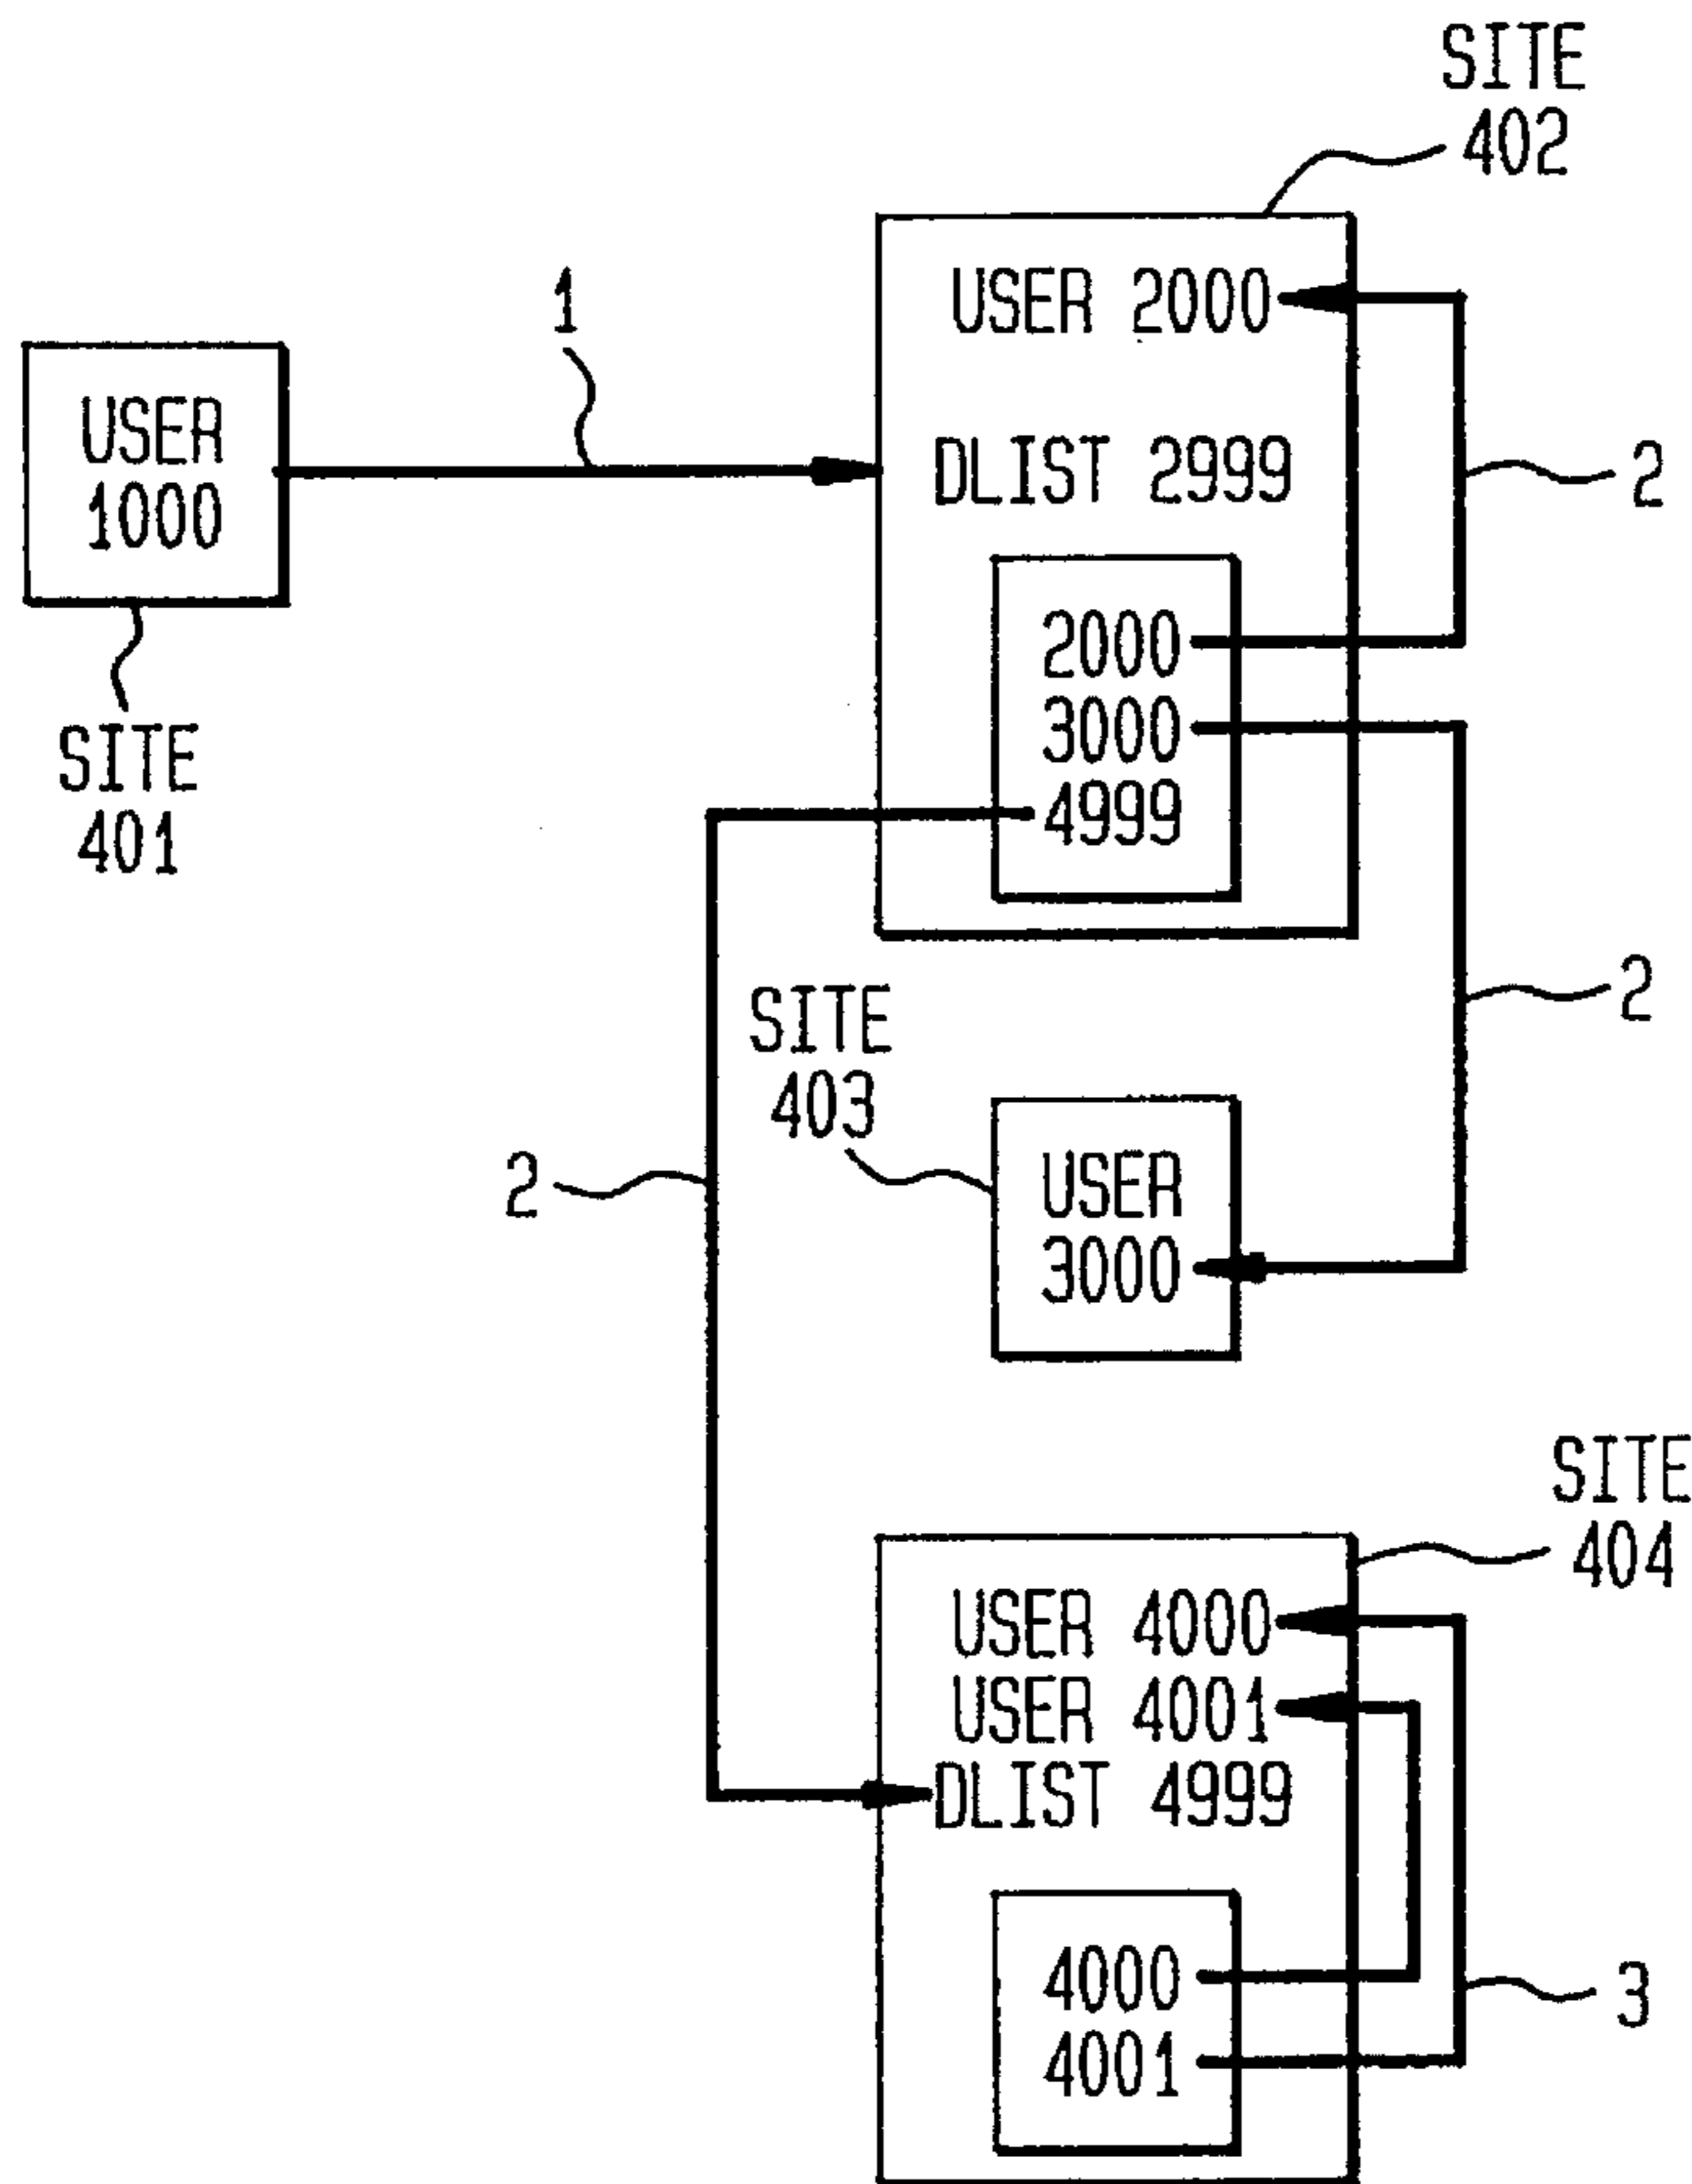 SITE
402
1
USER 2000
USER
1000
DLIST 2999
2
2000
3000
4999
SITE
401
2
SITE
403
2
USER
3000
SITE
404
USER 4000
USER 4001
DLIST 4999
4000
4001
3